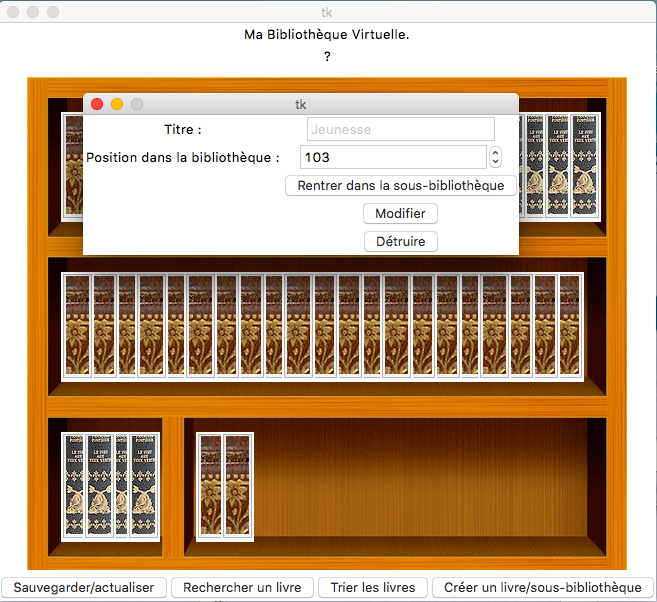 tk
Ma Bibliothèque Virtuelle.
?
tk
Titre :
Jeunesse
Position dans la bibliothèque :
103
Rentrer dans la sous-bibliothèque
Modifier
Détruire
Sauvegarder/actualiser
Rechercher un livre
Trier les livres
Créer un livre/sous-bibliothèque